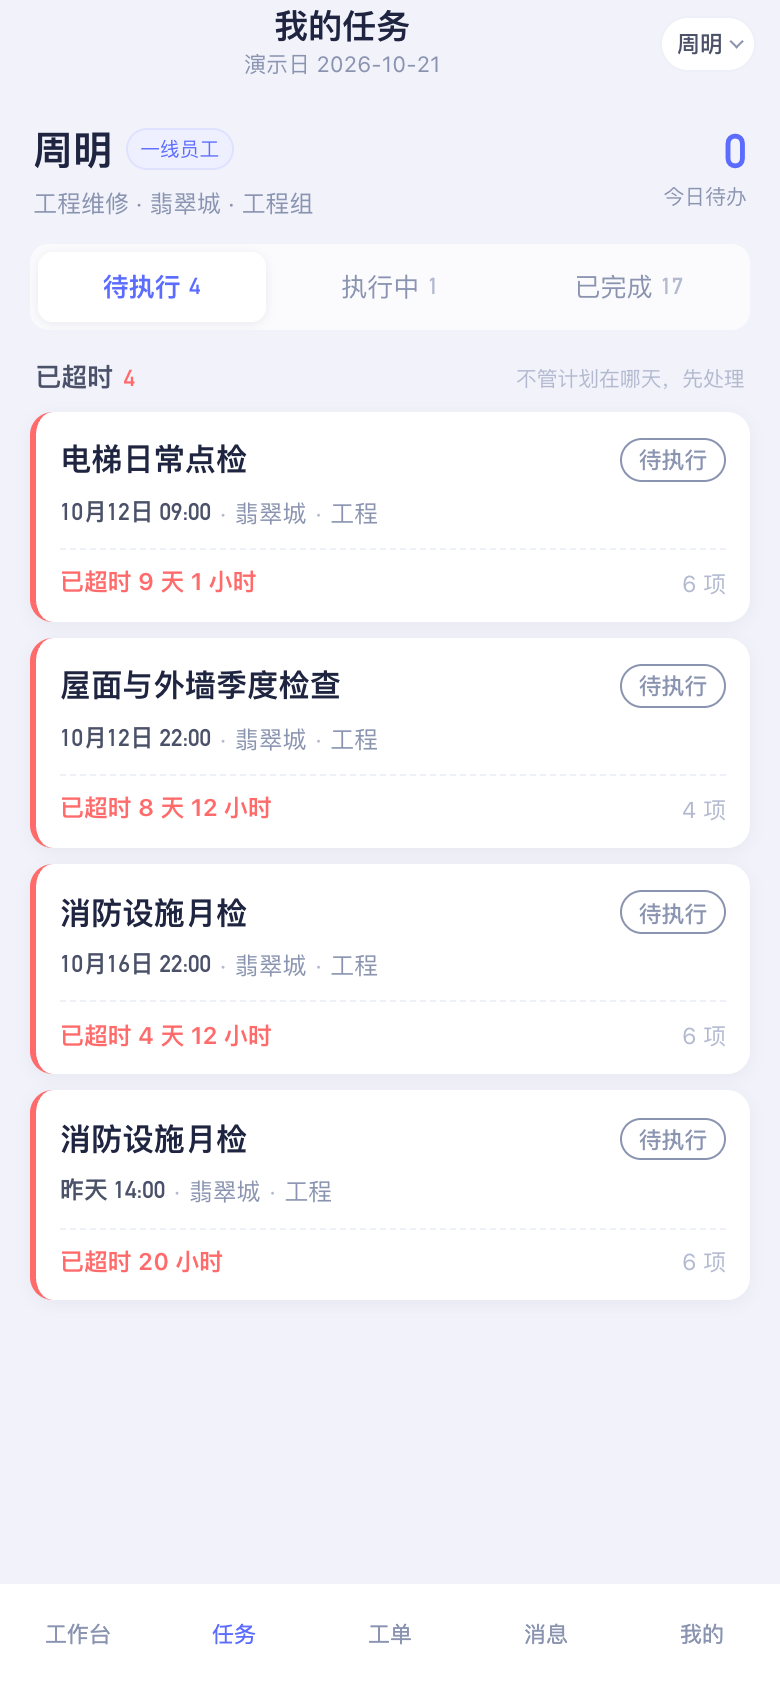 我的任务
演示日 2026-10-21
周明
周明 一线员工
0
工程维修 · 翡翠城 · 工程组
今日待办
待执行 4 执行中 1 已完成 17
已超时 4 不管计划在哪天，先处理
电梯日常点检 待执行
10月12日 09:00 · 翡翠城 · 工程
已超时 9 天 1 小时 6 项
屋面与外墙季度检查 待执行
10月12日 22:00 · 翡翠城 · 工程
已超时 8 天 12 小时 4 项
消防设施月检 待执行
10月16日 22:00 · 翡翠城 · 工程
已超时 4 天 12 小时 6 项
消防设施月检 待执行
昨天 14:00 · 翡翠城 · 工程
已超时 20 小时 6 项
工作台 任务 工单 消息 我的